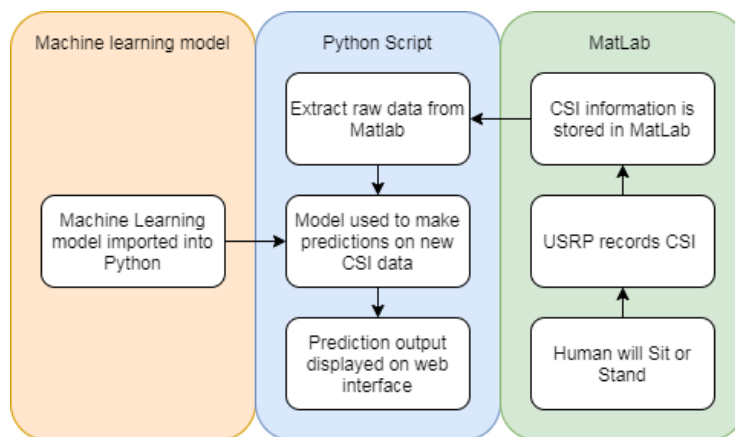 Machine learning model
Python Script
MatLab
Extract raw data from
Matlab
CSI information is
stored in MatLab
Machine Learning
model imported into
Python
Model used to make
predictions on new
CSI data
USRP records CSI
Prediction output
displayed on web
interface
Human will Sit or
Stand